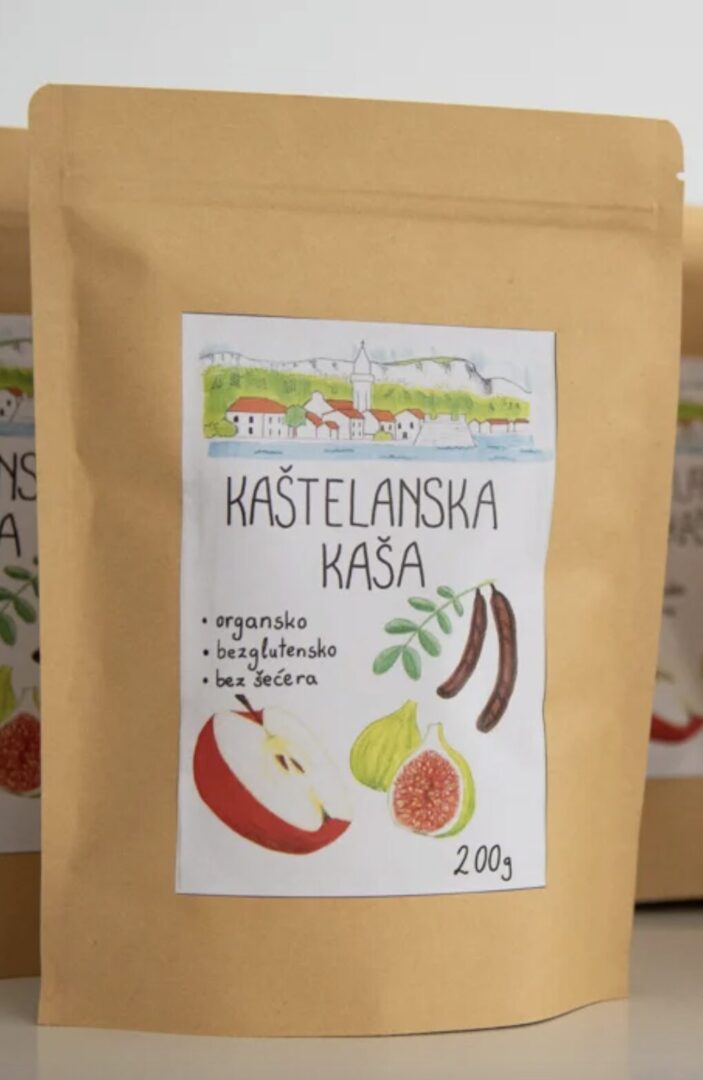 KAŠTELANSKA
KAŠA
• organsko
• bezglutensko
• bez šećera
200g